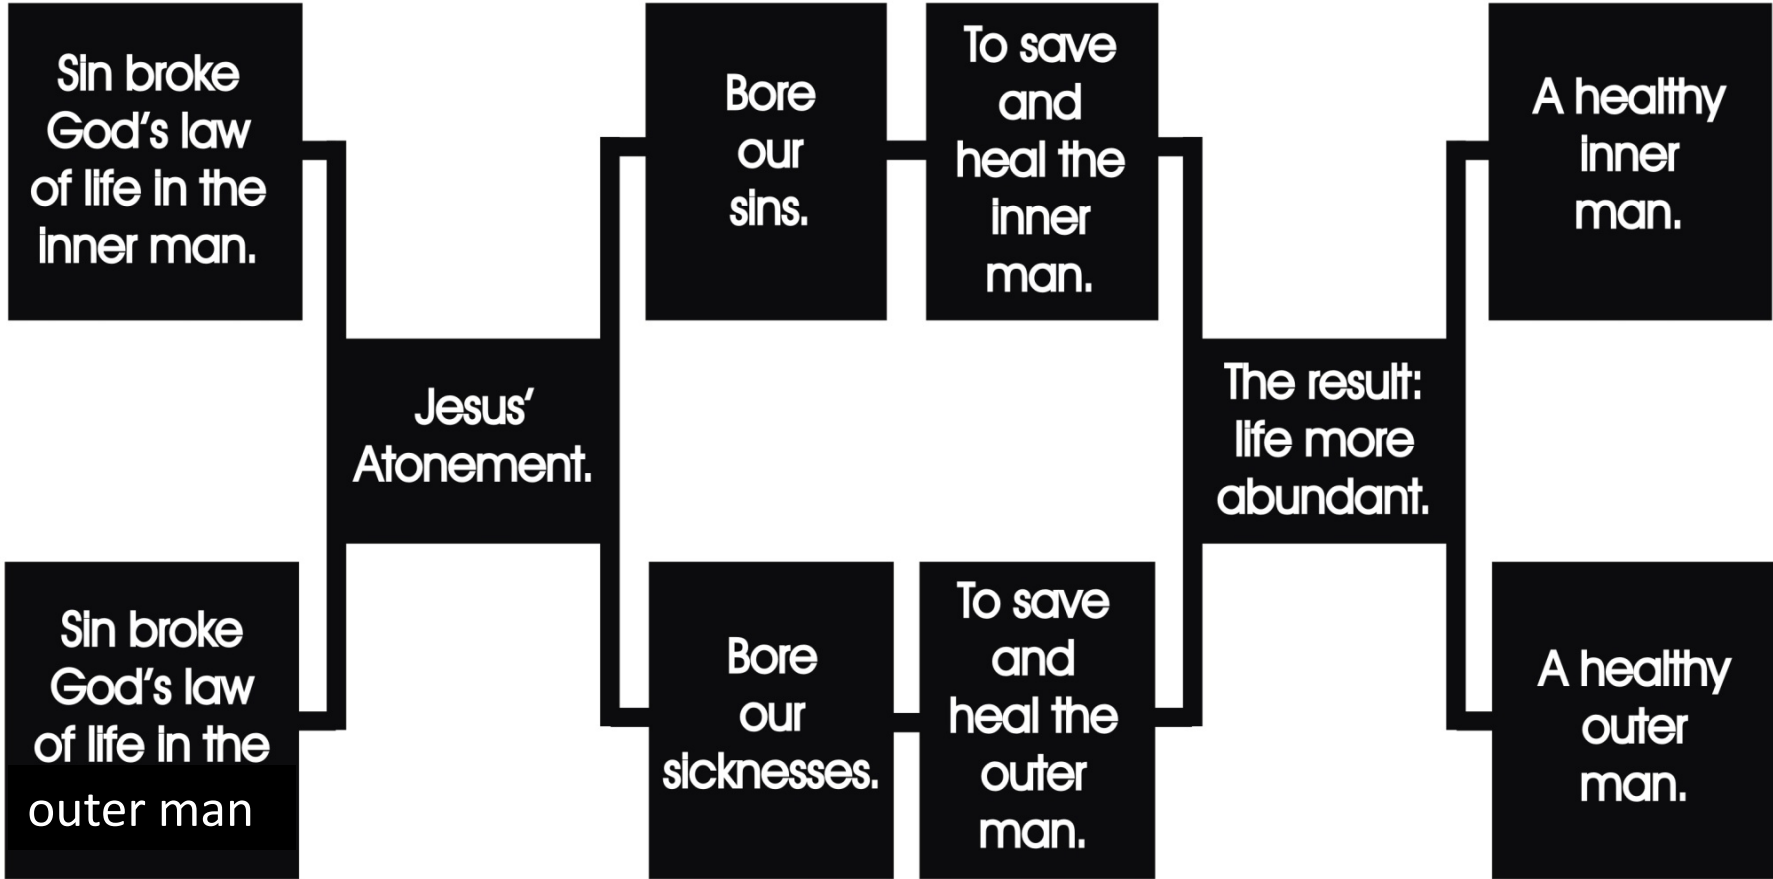 Sin broke
God's law
of life in the
inner man.
Sin broke
God's law
of life in the
outer man
Jesus'
Atonement.
Bore
our
sins.
To save
and
heal the
inner
man.
Bore
our
sicknesses.
To save
and
heal the
outer
man.
The result:
life more
abundant.
A healthy
inner
man.
A healthy
outer
man.